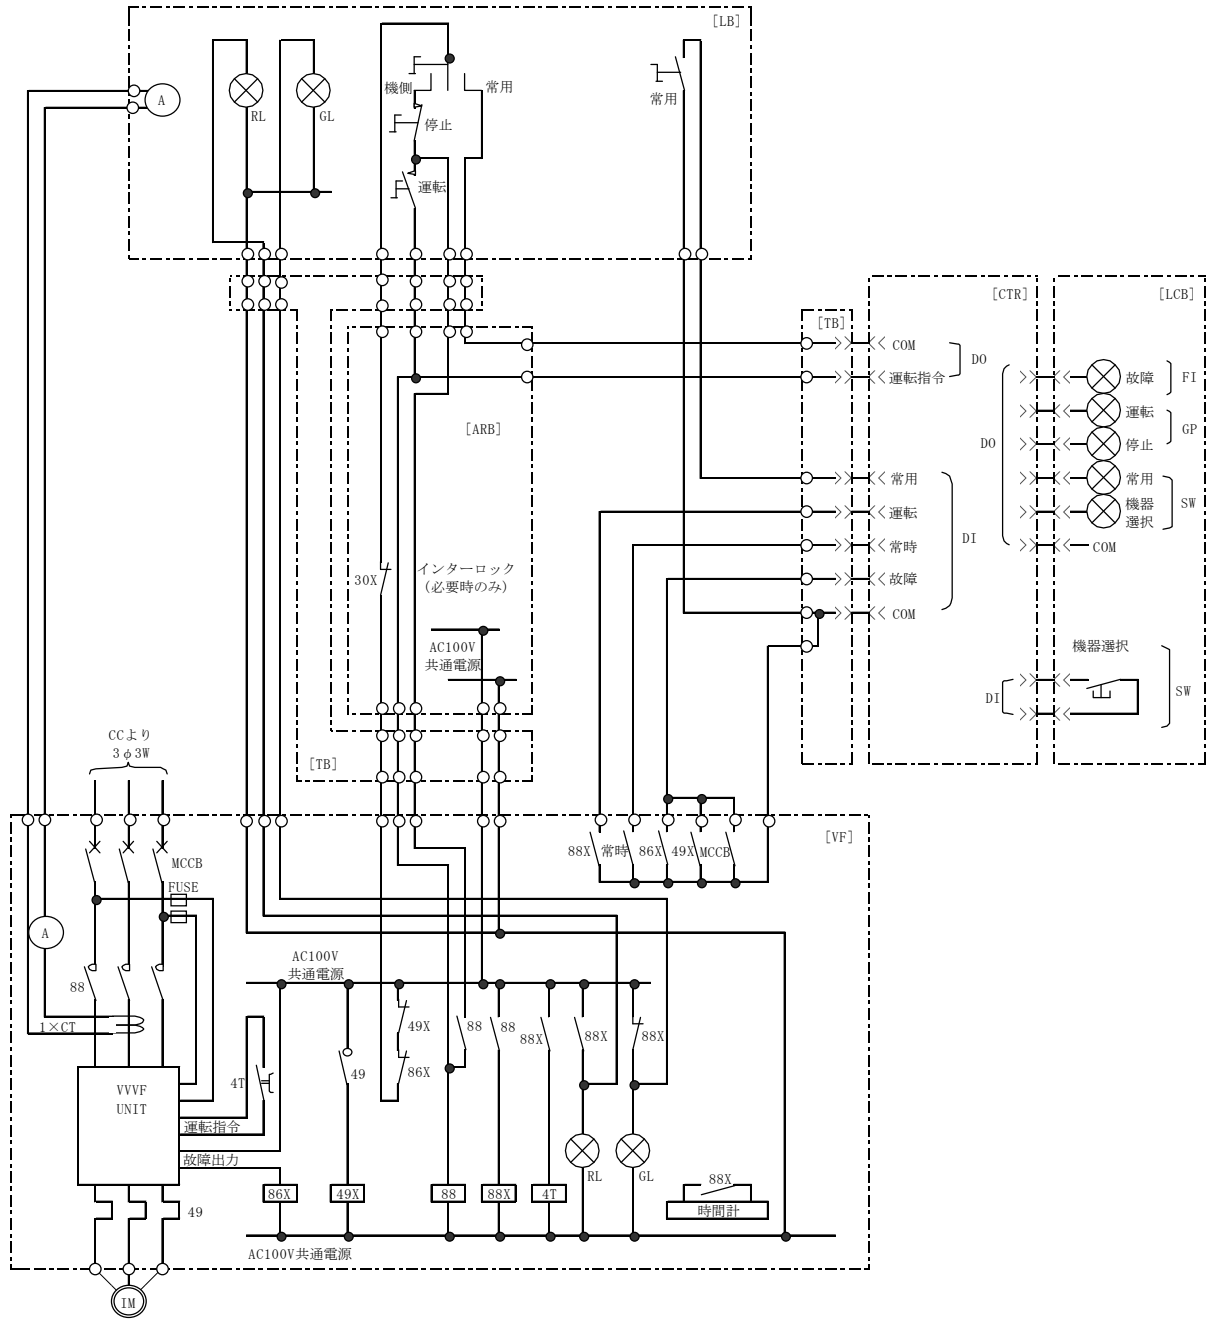 [LB]
A
RL
GL
機側
常用
停止
運転
常用
[TB]
[CTR]
[LCB]
COM
DO
運転指令
故障
FI
運転
GP
停止
DO
常用
常用
SW
運転
機器
選択
DI
常時
COM
故障
COM
[ARB]
30X
インターロック
(必要時のみ)
AC100V
共通電源
機器選択
DI
SW
CCより
3φ3W
[TB]
[VF]
MCCB
FUSE
88X
常時
86X
49X
MCCB
A
AC100V
共通電源
88
1×CT
49X
88
88
88X
88X
88X
86X
4T
49
VVVF
UNIT
運転指令
故障出力
RL
GL
88X
86X
49X
88
88X
4T
時間計
49
AC100V共通電源
IM